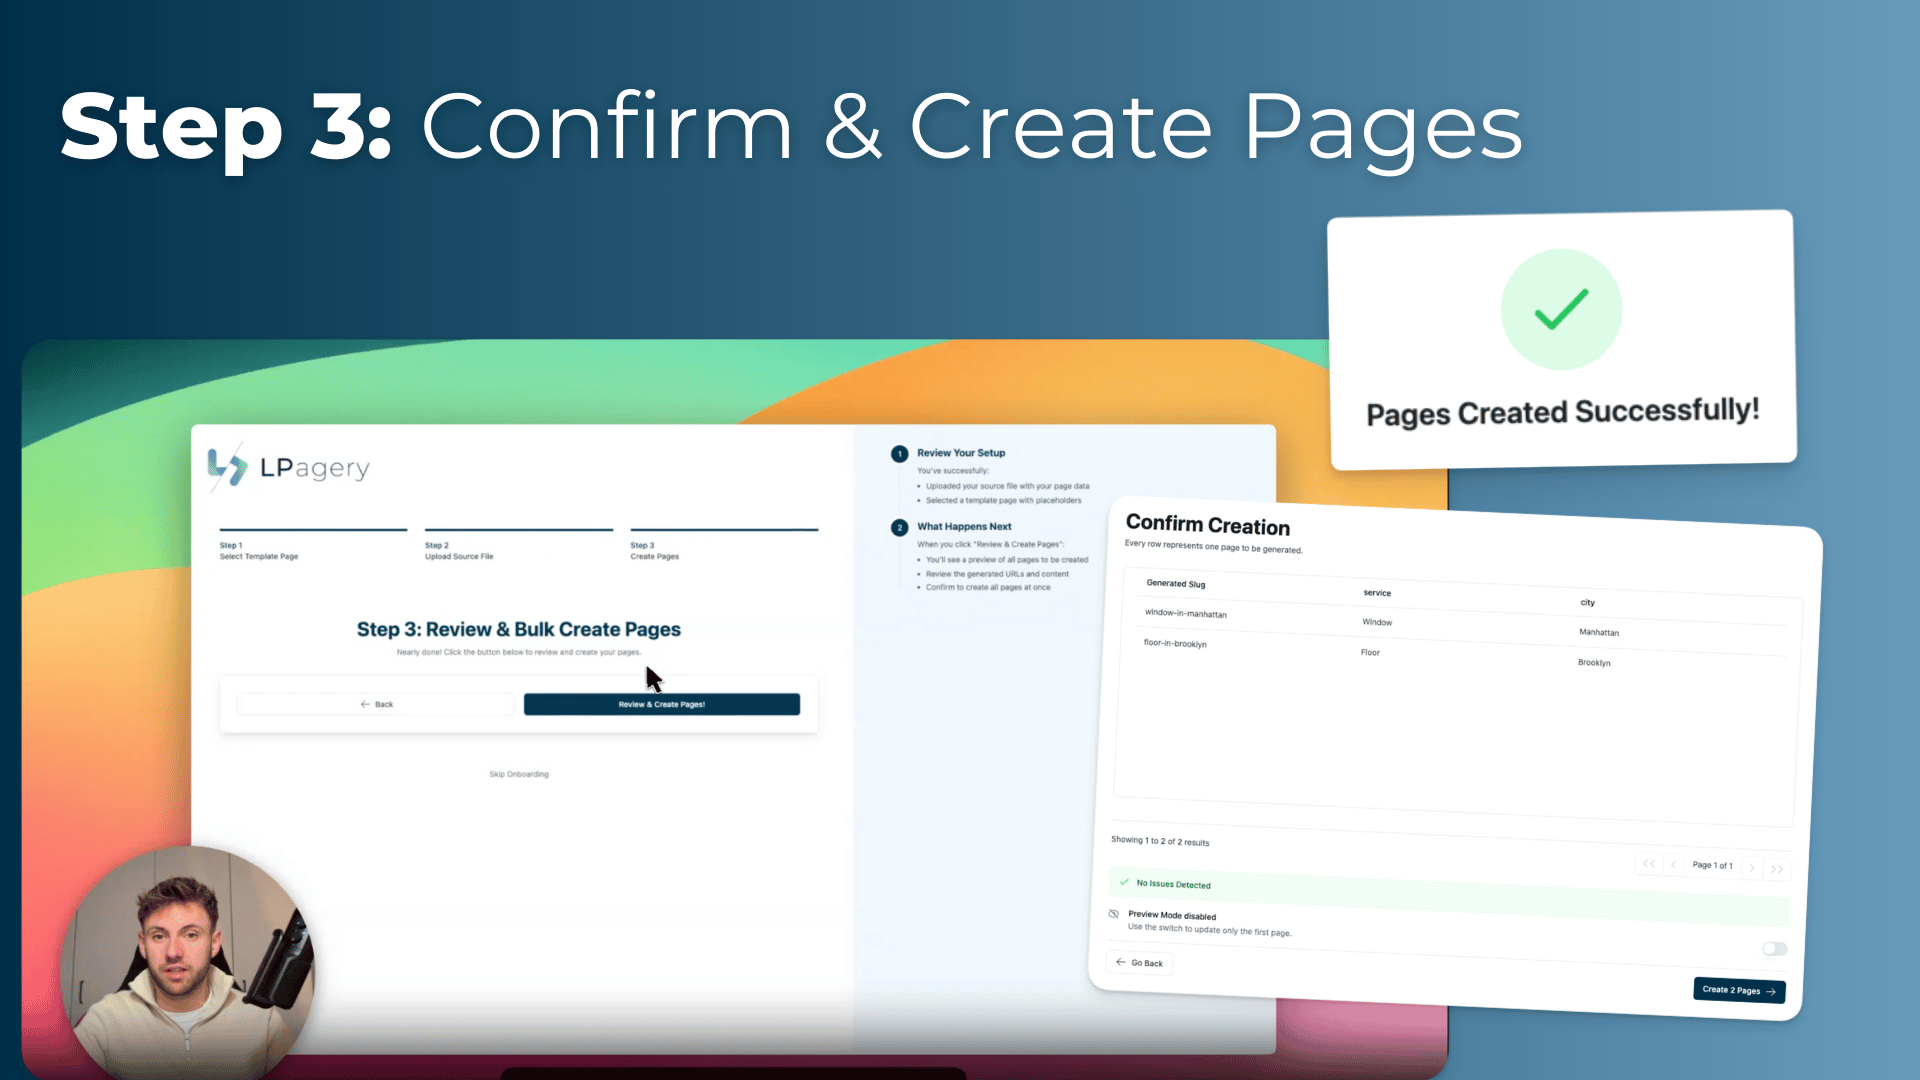 Step 3: Confirm & Create Pages
Pages Created Successfully!
LPagery
Step 1
Select Template Page
Step 2
Upload Source File
Step 3
Create Pages
Step 3: Review & Bulk Create Pages
Nearly done! Click the button below to review and create your pages.
Back
Review & Create Pages!
Skip Onboarding
1
Review Your Setup
You've successfully:
• Uploaded your source file with your page data
• Selected a template page with placeholders
2
What Happens Next
When you click "Review & Create Pages":
• You'll see a preview of all pages to be created
• Review the generated URLs and content
• Confirm to create all pages at once
Confirm Creation
Every row represents one page to be generated.
Generated Slug service city
window-in-manhattan Window Manhattan
floor-in-brooklyn Floor Brooklyn
Showing 1 to 2 of 2 results
Page 1 of 1
No Issues Detected
Preview Mode disabled
Use the switch to update only the first page.
Go Back
Create 2 Pages